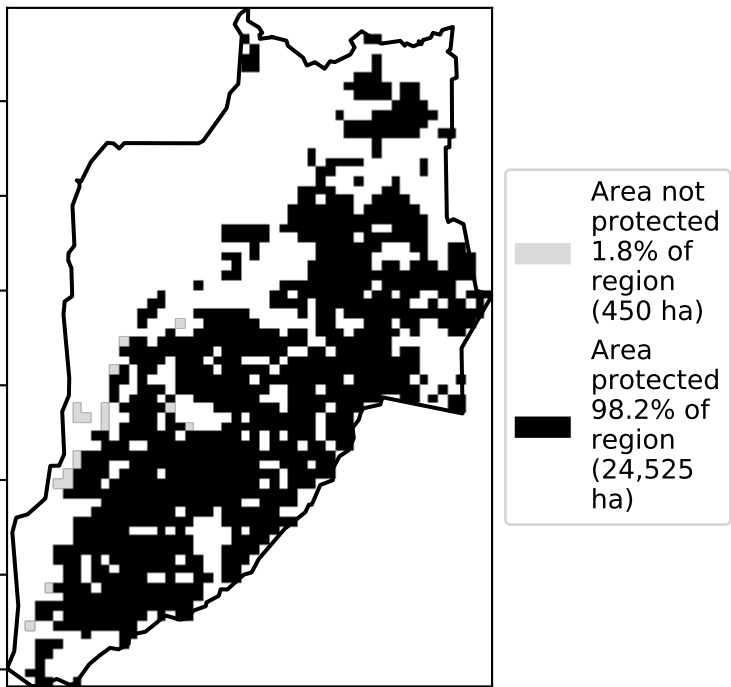 Area not
protected
1.8% of
region
(450 ha)
Area
protected
98.2% of
region
(24,525
ha)